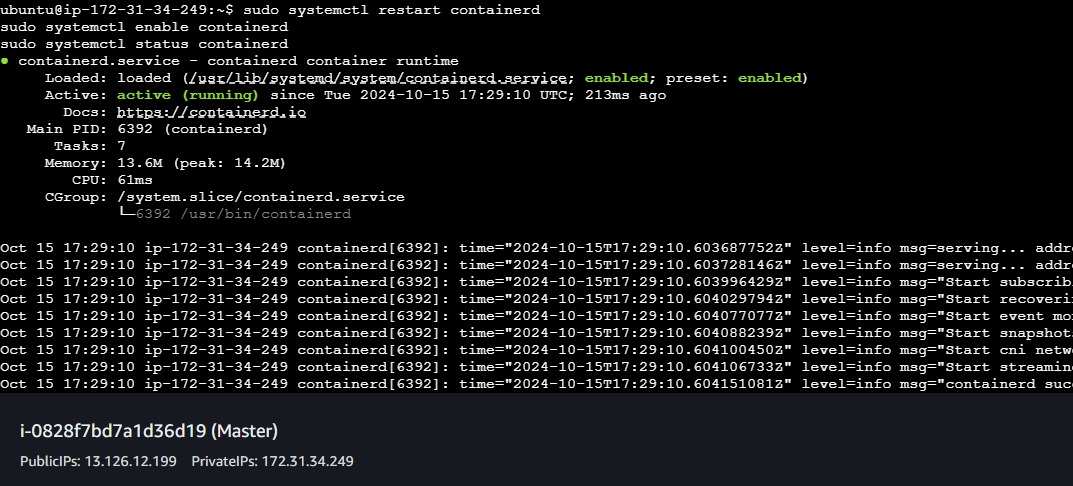 ubuntu@ip-172-31-34-249:~$ sudo systemctl restart containerd
sudo systemctl enable containerd
sudo systemctl status containerd
● containerd.service - containerd container runtime
Loaded: loaded (/usr/lib/systemd/system/containerd.service; enabled; preset: enabled)
Active: active (running) since Tue 2024-10-15 17:29:10 UTC; 213ms ago
Docs: https://containerd.io
Main PID: 6392 (containerd)
Tasks: 7
Memory: 13.6M (peak: 14.2M)
CPU: 61ms
CGroup: /system.slice/containerd.service
└─6392 /usr/bin/containerd
Oct 15 17:29:10 ip-172-31-34-249 containerd[6392]: time="2024-10-15T17:29:10.603687752Z" level=info msg=serving... addr
Oct 15 17:29:10 ip-172-31-34-249 containerd[6392]: time="2024-10-15T17:29:10.603728146Z" level=info msg=serving... addr
Oct 15 17:29:10 ip-172-31-34-249 containerd[6392]: time="2024-10-15T17:29:10.603996429Z" level=info msg="Start subscrib
Oct 15 17:29:10 ip-172-31-34-249 containerd[6392]: time="2024-10-15T17:29:10.604029794Z" level=info msg="Start recoveri
Oct 15 17:29:10 ip-172-31-34-249 containerd[6392]: time="2024-10-15T17:29:10.604077077Z" level=info msg="Start event mo
Oct 15 17:29:10 ip-172-31-34-249 containerd[6392]: time="2024-10-15T17:29:10.604088239Z" level=info msg="Start snapshot
Oct 15 17:29:10 ip-172-31-34-249 containerd[6392]: time="2024-10-15T17:29:10.604100450Z" level=info msg="Start cni netw
Oct 15 17:29:10 ip-172-31-34-249 containerd[6392]: time="2024-10-15T17:29:10.604106733Z" level=info msg="Start streamin
Oct 15 17:29:10 ip-172-31-34-249 containerd[6392]: time="2024-10-15T17:29:10.604151081Z" level=info msg="containerd suc
i-0828f7bd7a1d36d19 (Master)
PublicIPs: 13.126.12.199 PrivateIPs: 172.31.34.249